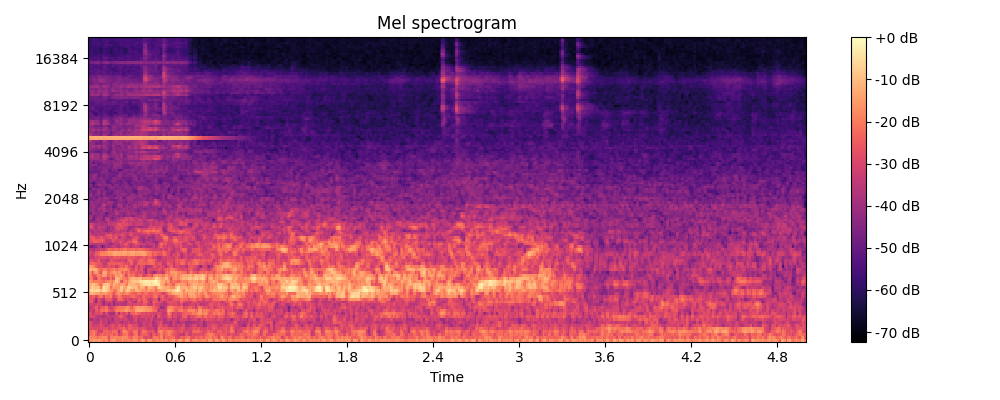 Mel spectrogram
Hz
16384
8192
4096
2048
1024
512
0
0 0.6 1.2 1.8 2.4 3 3.6 4.2 4.8
Time
+0 dB
-10 dB
-20 dB
-30 dB
-40 dB
-50 dB
-60 dB
-70 dB